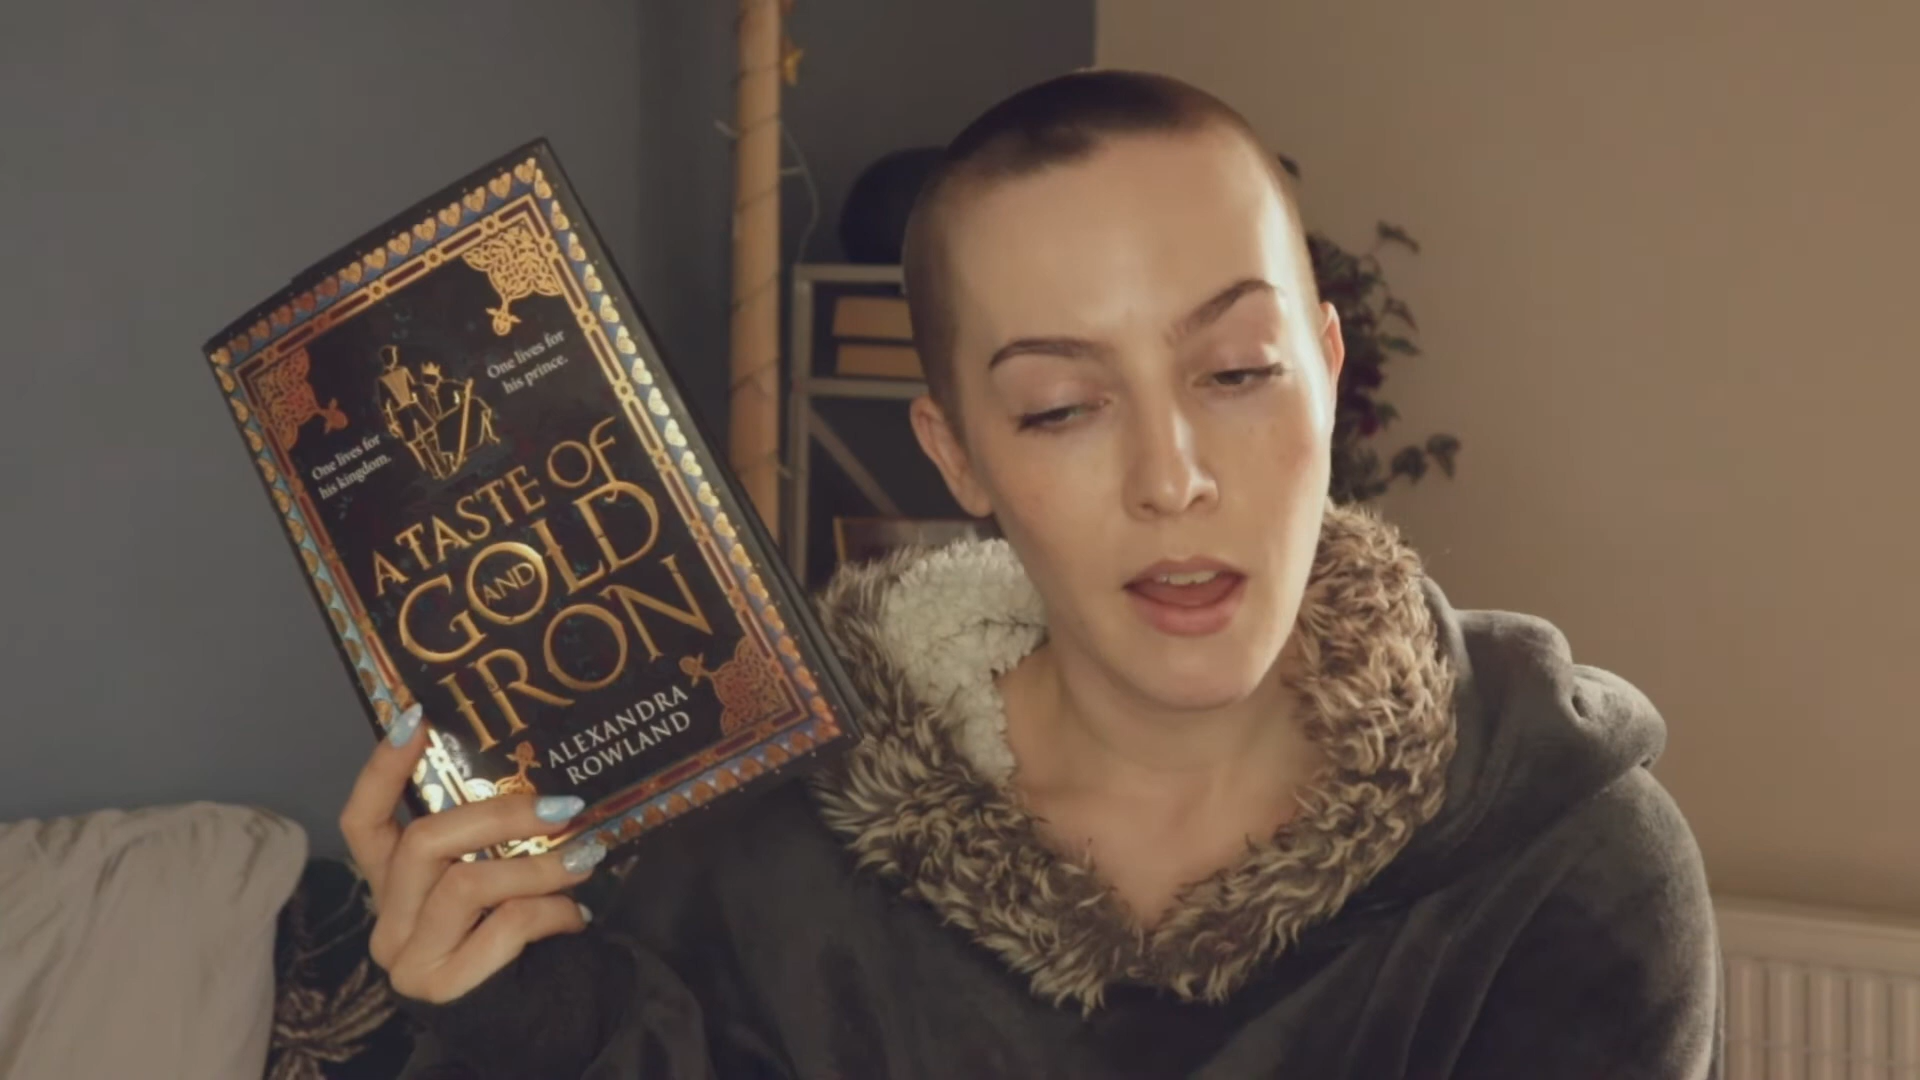 One lives for
his prince.
One lives for
his kingdom.
A TASTE OF
GOLD
AND
IRON
ALEXANDRA
ROWLAND